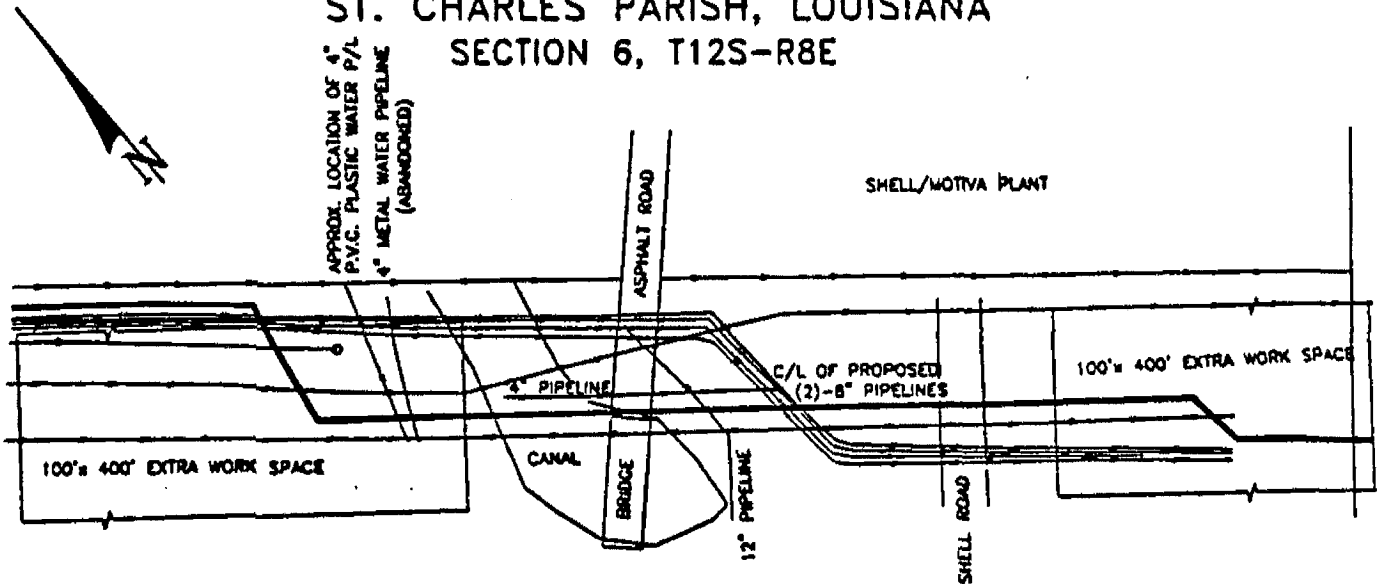 ST. CHARLES PARISH, LOUISIANA
SECTION 6, T12S-R8E
N
APPROX. LOCATION OF 4"
P.V.C. PLASTIC WATER P/L
4" METAL WATER PIPELINE
(ABANDONED)
ASPHALT ROAD
SHELL/MOTIVA PLANT
C/L OF PROPOSED
(2)-6" PIPELINES
4" PIPELINE
100'x 400' EXTRA WORK SPACE
100'x 400' EXTRA WORK SPACE
CANAL
BRIDGE
12" PIPELINE
SHELL ROAD